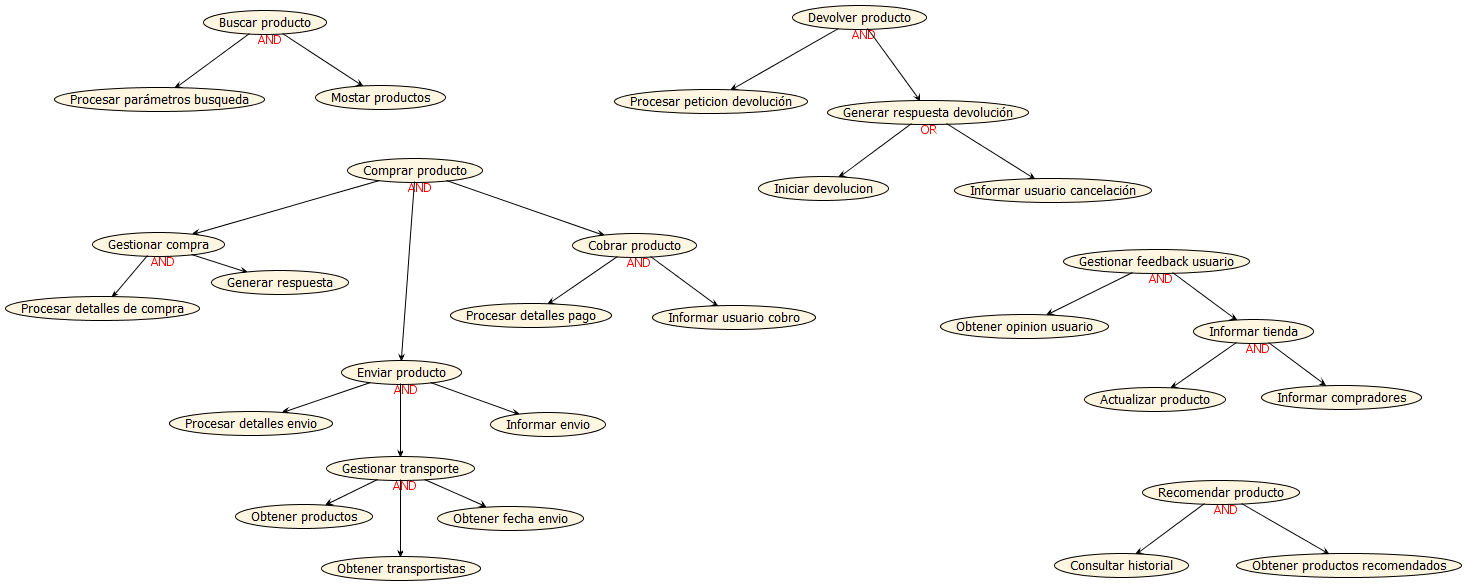 Buscar producto
AND
Procesar parámetros busqueda
Mostar productos
Devolver producto
AND
Procesar peticion devolución
Generar respuesta devolución
OR
Iniciar devolucion
Informar usuario cancelación
Comprar producto
AND
Gestionar compra
AND
Procesar detalles de compra
Generar respuesta
Cobrar producto
AND
Procesar detalles pago
Informar usuario cobro
Enviar producto
AND
Procesar detalles envio
Informar envio
Gestionar transporte
AND
Obtener productos
Obtener fecha envio
Obtener transportistas
Gestionar feedback usuario
AND
Obtener opinion usuario
Informar tienda
AND
Actualizar producto
Informar compradores
Recomendar producto
AND
Consultar historial
Obtener productos recomendados